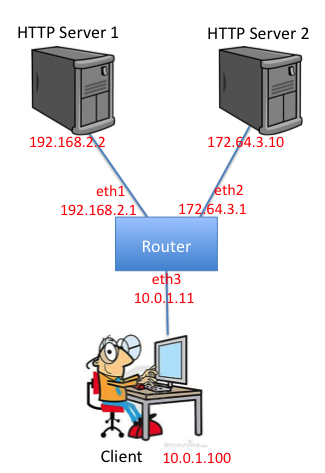 HTTP Server 1
HTTP Server 2
192.168.2.2
172.64.3.10
eth1
eth2
192.168.2.1
172.64.3.1
Router
eth3
10.0.1.11
Client
10.0.1.100